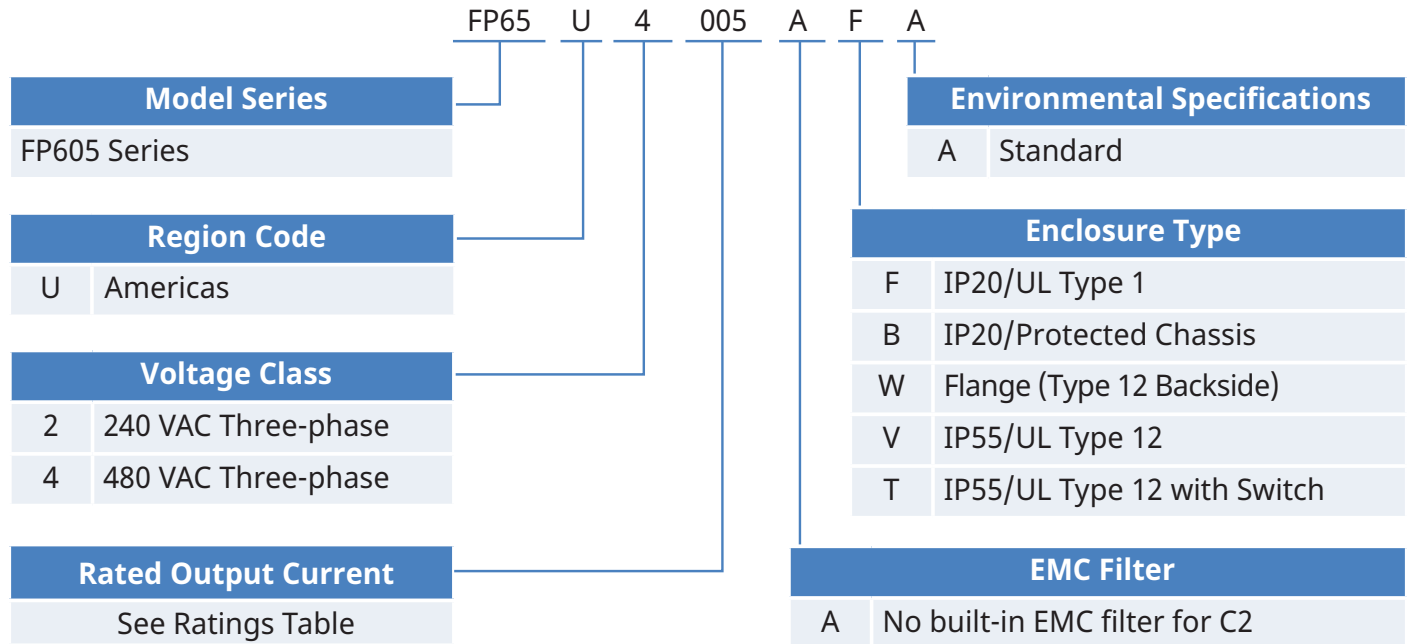 FP65 U 4 005 A F A
Model Series
FP605 Series
Region Code
U Americas
Voltage Class
2 240 VAC Three-phase
4 480 VAC Three-phase
Rated Output Current
See Ratings Table
Environmental Specifications
A Standard
Enclosure Type
F IP20/UL Type 1
B IP20/Protected Chassis
W Flange (Type 12 Backside)
V IP55/UL Type 12
T IP55/UL Type 12 with Switch
EMC Filter
A No built-in EMC filter for C2